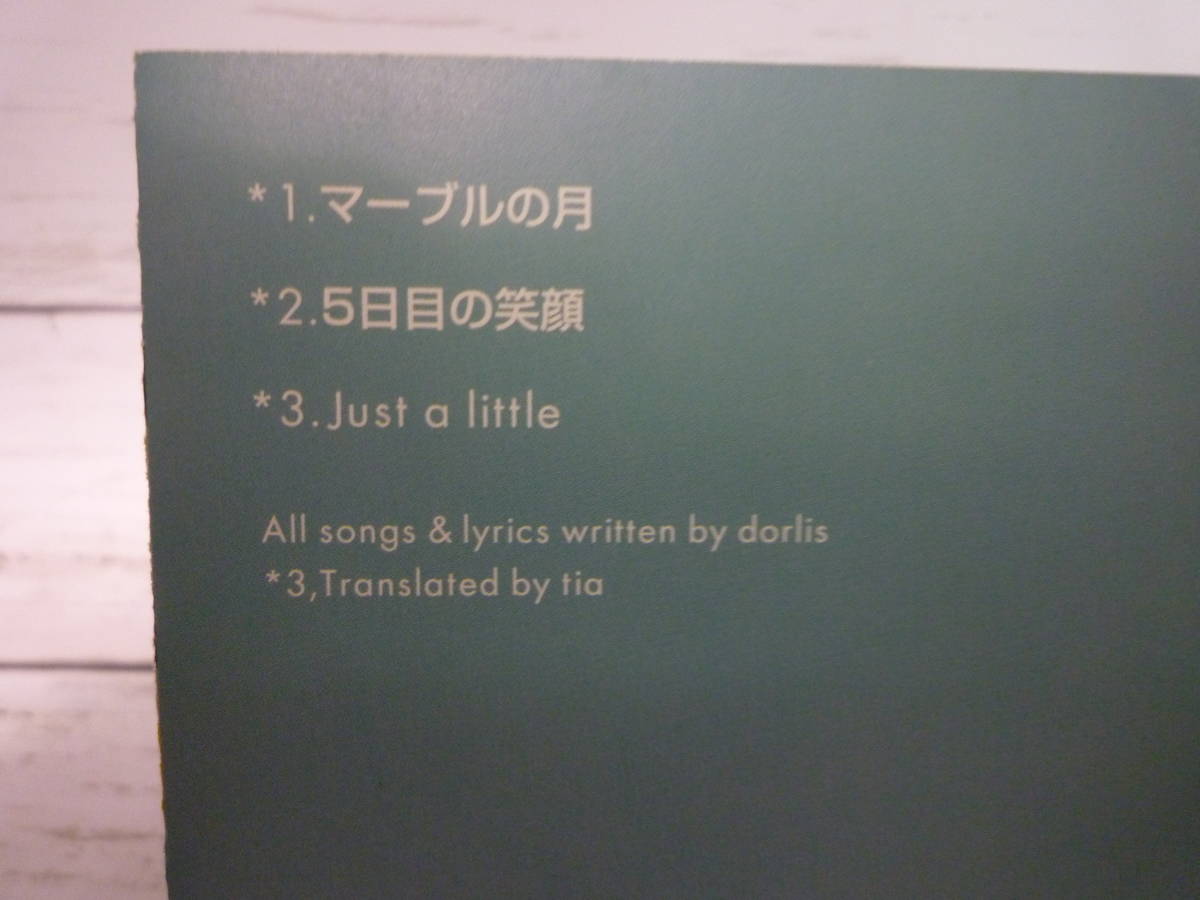 *1.マーブルの月
*2.5日目の笑顔
*3.Just a little
All songs & lyrics written by dorlis
*3,Translated by tia